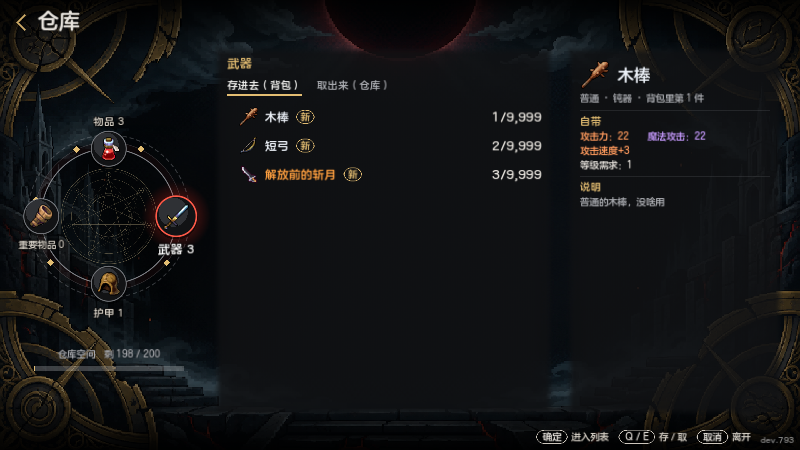 仓库
物品 3
重要物品 0
武器 3
护甲 1
仓库空间 剩 198 / 200
武器
存进去（背包） 取出来（仓库）
木棒 新 1/9,999
短弓 新 2/9,999
解放前的斩月 新 3/9,999
木棒
普通 · 钝器 · 背包里第 1 件
自带
攻击力：22 魔法攻击：22
攻击速度+3
等级需求：1
说明
普通的木棒，没啥用
确定 进入列表 Q / E 存 / 取 取消 离开
dev.793